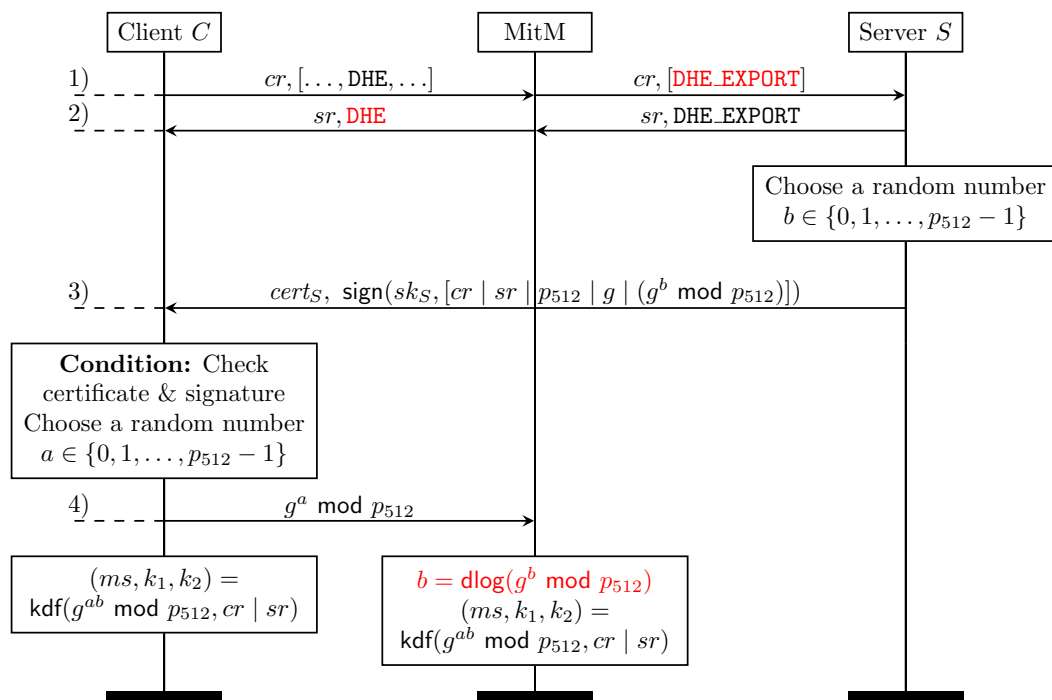 Client C
MitM
Server S
1)
cr, [..., DHE, ...]
cr, [DHE_EXPORT]
2)
sr, DHE
sr, DHE_EXPORT
Choose a random number
b ∈ {0, 1, ..., p₅₁₂ − 1}
3)
cert_S, sign(sk_S, [cr | sr | p₅₁₂ | g | (g^b mod p₅₁₂)])
Condition: Check
certificate & signature
Choose a random number
a ∈ {0, 1, ..., p₅₁₂ − 1}
4)
g^a mod p₅₁₂
(ms, k₁, k₂) =
kdf(g^{ab} mod p₅₁₂, cr | sr)
b = dlog(g^b mod p₅₁₂)
(ms, k₁, k₂) =
kdf(g^{ab} mod p₅₁₂, cr | sr)